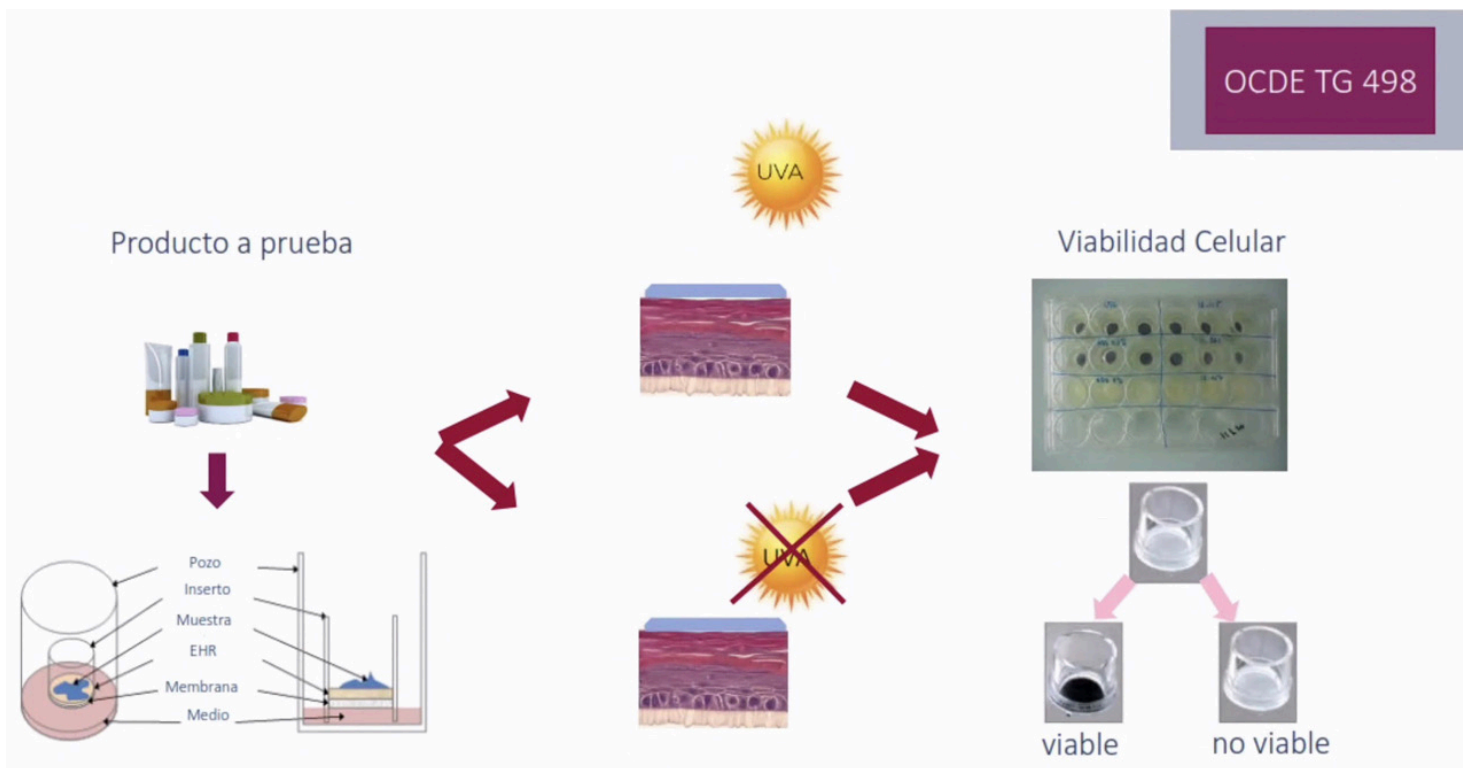 OCDE TG 498
UVA
Producto a prueba
Viabilidad Celular
UVA
Pozo
Inserto
Muestra
EHR
Membrana
Medio
viable
no viable